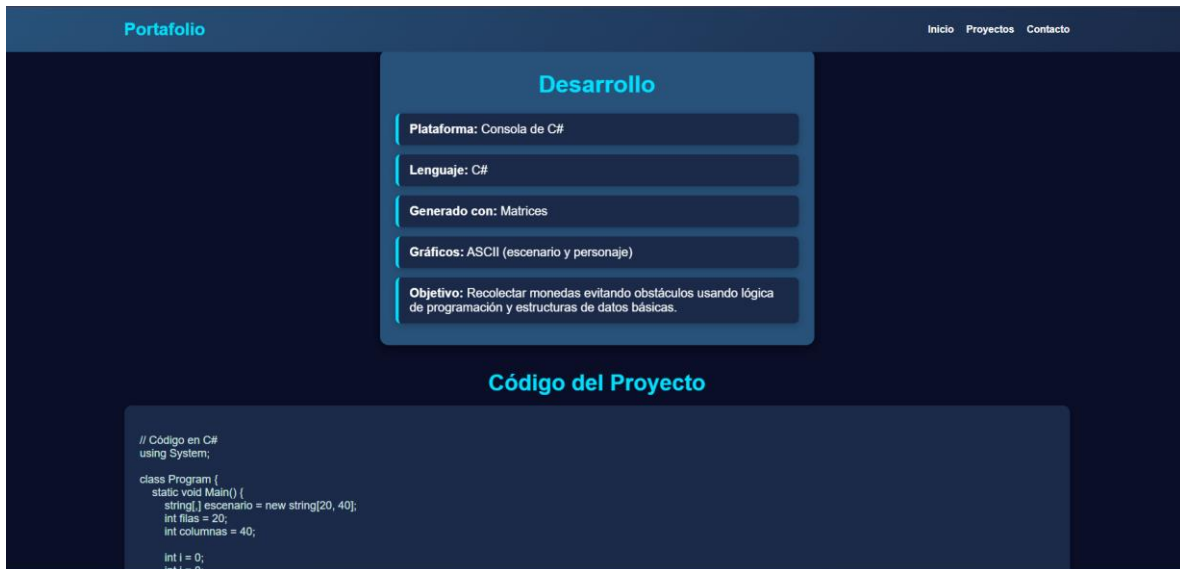 Portafolio
Inicio Proyectos Contacto
Desarrollo
Plataforma: Consola de C#
Lenguaje: C#
Generado con: Matrices
Gráficos: ASCII (escenario y personaje)
Objetivo: Recolectar monedas evitando obstáculos usando lógica
de programación y estructuras de datos básicas.
Código del Proyecto
// Código en C#
using System;
class Program {
static void Main() {
string[,] escenario = new string[20, 40];
int filas = 20;
int columnas = 40;
int i = 0;